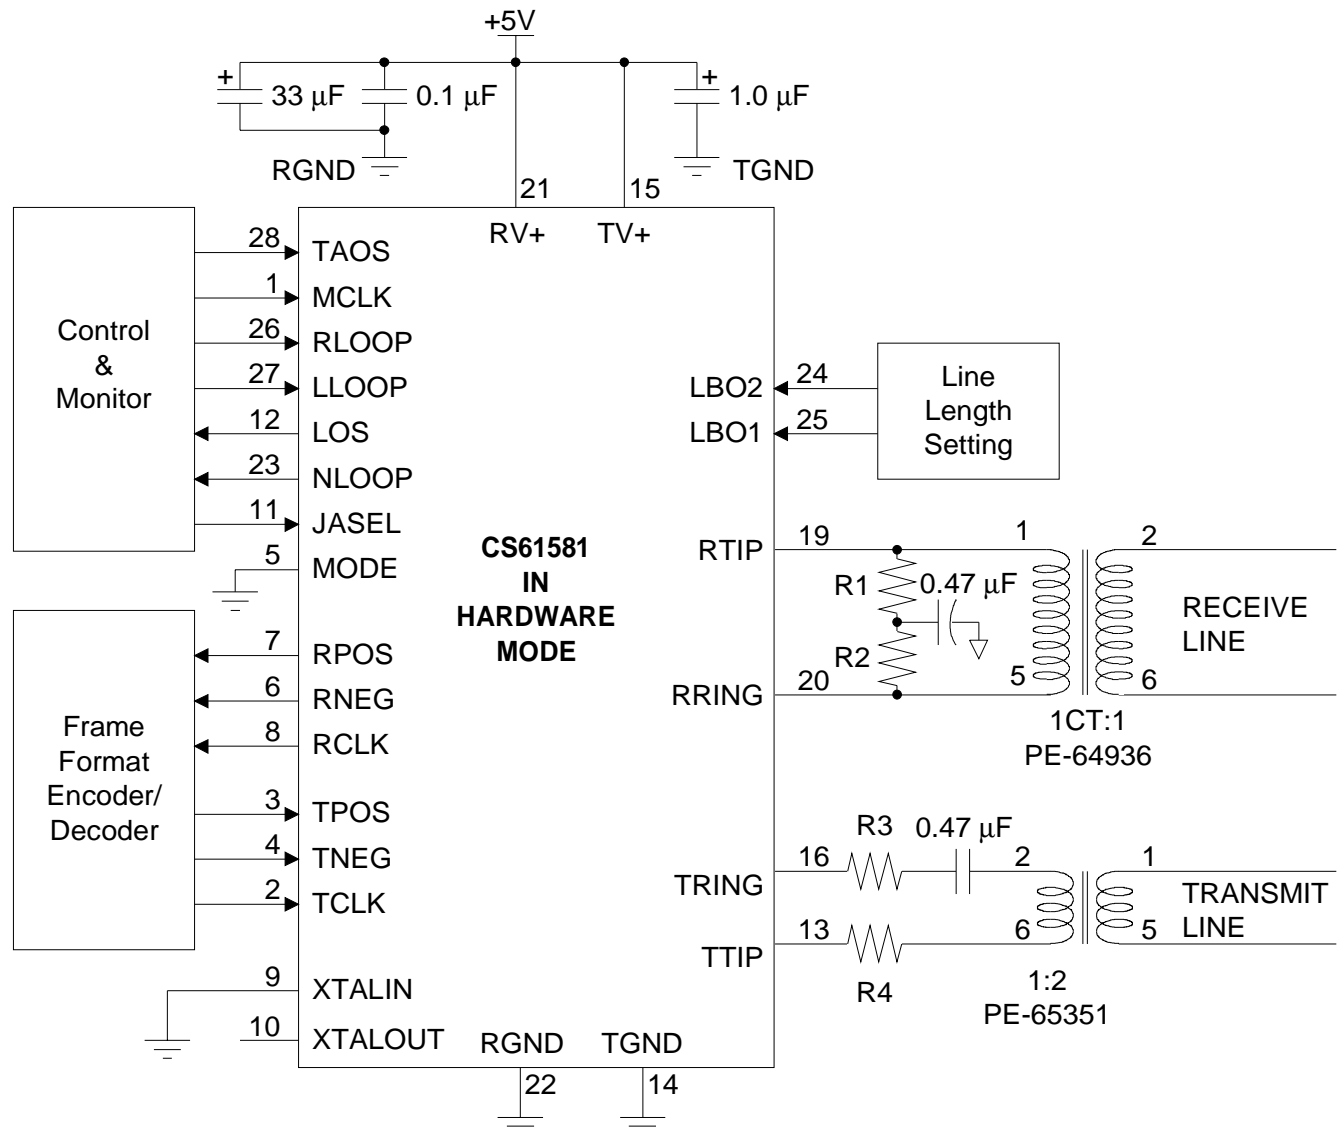 +5V
+
33 μF
0.1 μF
+
1.0 μF
RGND
TGND
21
15
RV+
TV+
Control
&
Monitor
28
TAOS
1
MCLK
26
RLOOP
27
LLOOP
12
LOS
23
NLOOP
11
JASEL
5
MODE
LBO2
24
LBO1
25
Line
Length
Setting
CS61581
IN
HARDWARE
MODE
RTIP
19
R1
0.47 μF
R2
RRING
20
1
2
5
6
RECEIVE
LINE
1CT:1
PE-64936
Frame
Format
Encoder/
Decoder
7
RPOS
6
RNEG
8
RCLK
3
TPOS
4
TNEG
2
TCLK
TRING
16
R3
0.47 μF
2
1
TTIP
13
R4
6
5
TRANSMIT
LINE
1:2
PE-65351
9
XTALIN
10
XTALOUT
RGND
TGND
22
14